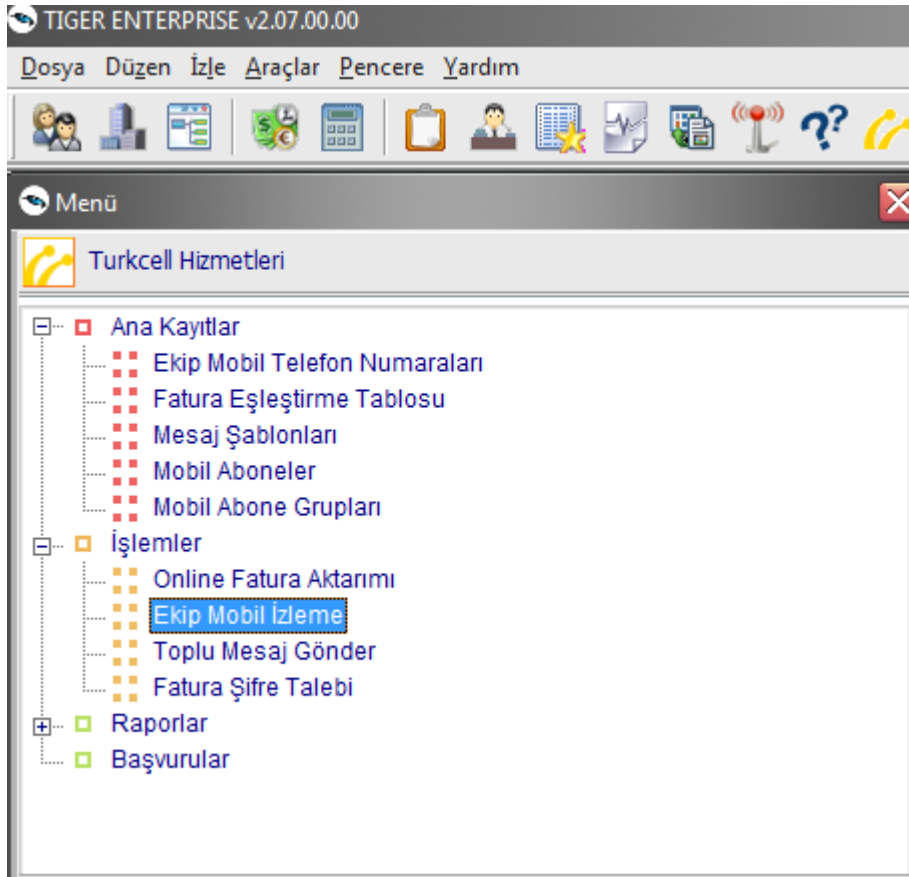 TIGER ENTERPRISE v2.07.00.00
Dosya Düzen İzle Araçlar Pencere Yardım
Menü
Turkcell Hizmetleri
Ana Kayıtlar
Ekip Mobil Telefon Numaraları
Fatura Eşleştirme Tablosu
Mesaj Şablonları
Mobil Aboneler
Mobil Abone Grupları
İşlemler
Online Fatura Aktarımı
Ekip Mobil İzleme
Toplu Mesaj Gönder
Fatura Şifre Talebi
Raporlar
Başvurular